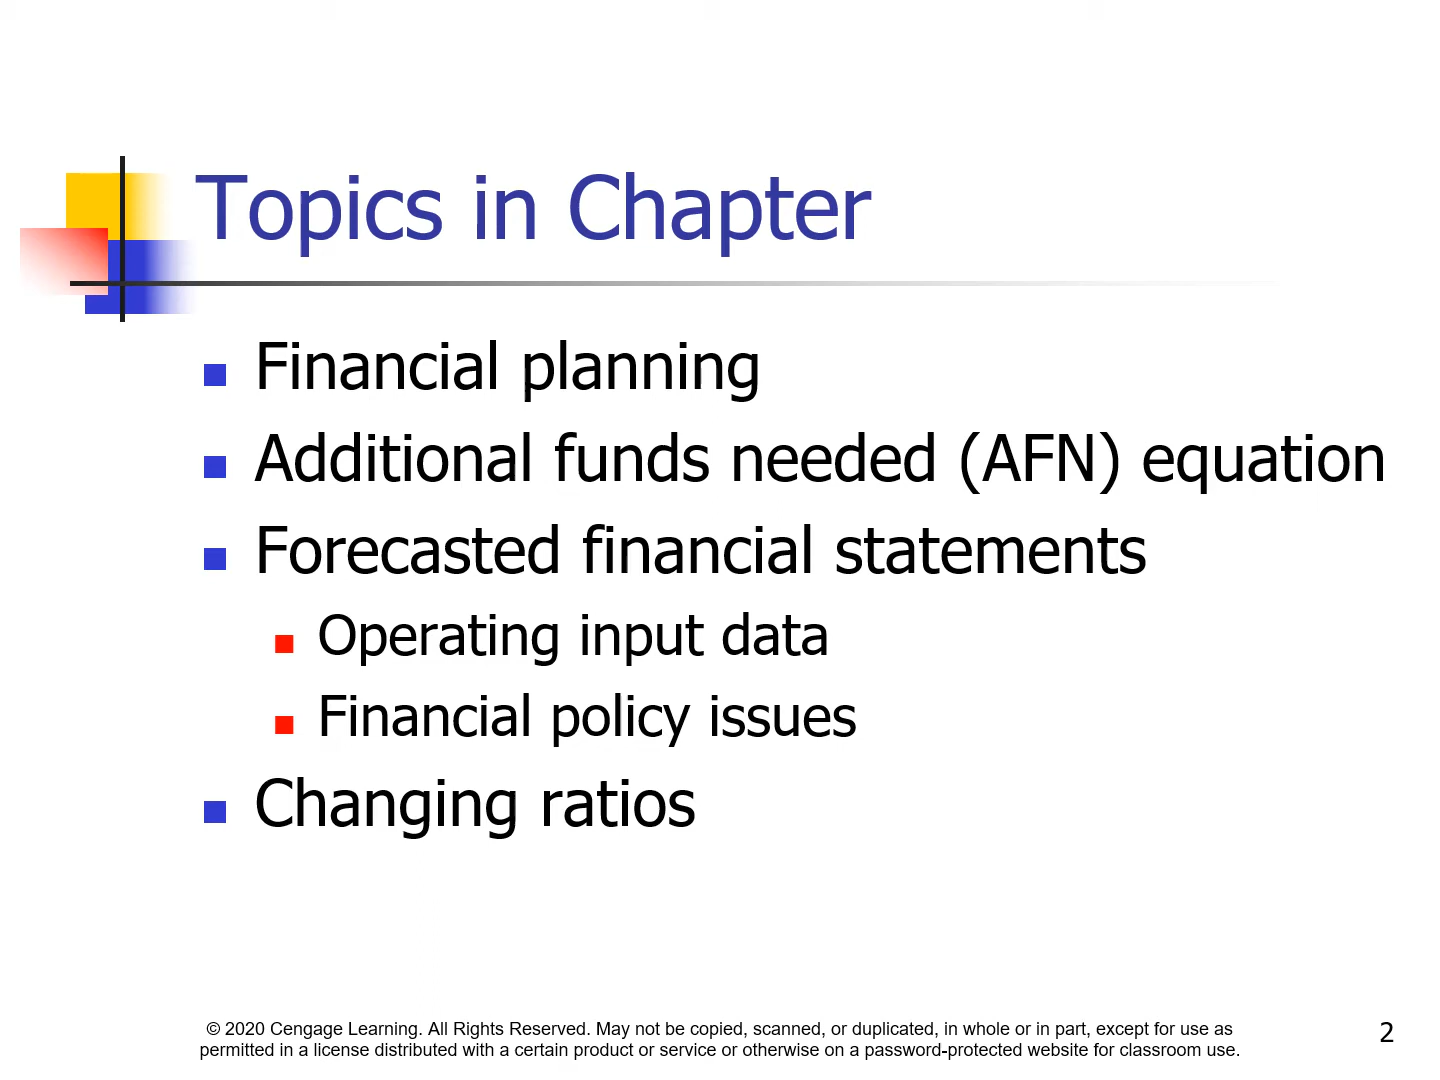 Topics in Chapter
Financial planning
Additional funds needed (AFN) equation
Forecasted financial statements
Operating input data
Financial policy issues
Changing ratios
© 2020 Cengage Learning. All Rights Reserved. May not be copied, scanned, or duplicated, in whole or in part, except for use as
permitted in a license distributed with a certain product or service or otherwise on a password-protected website for classroom use.
2